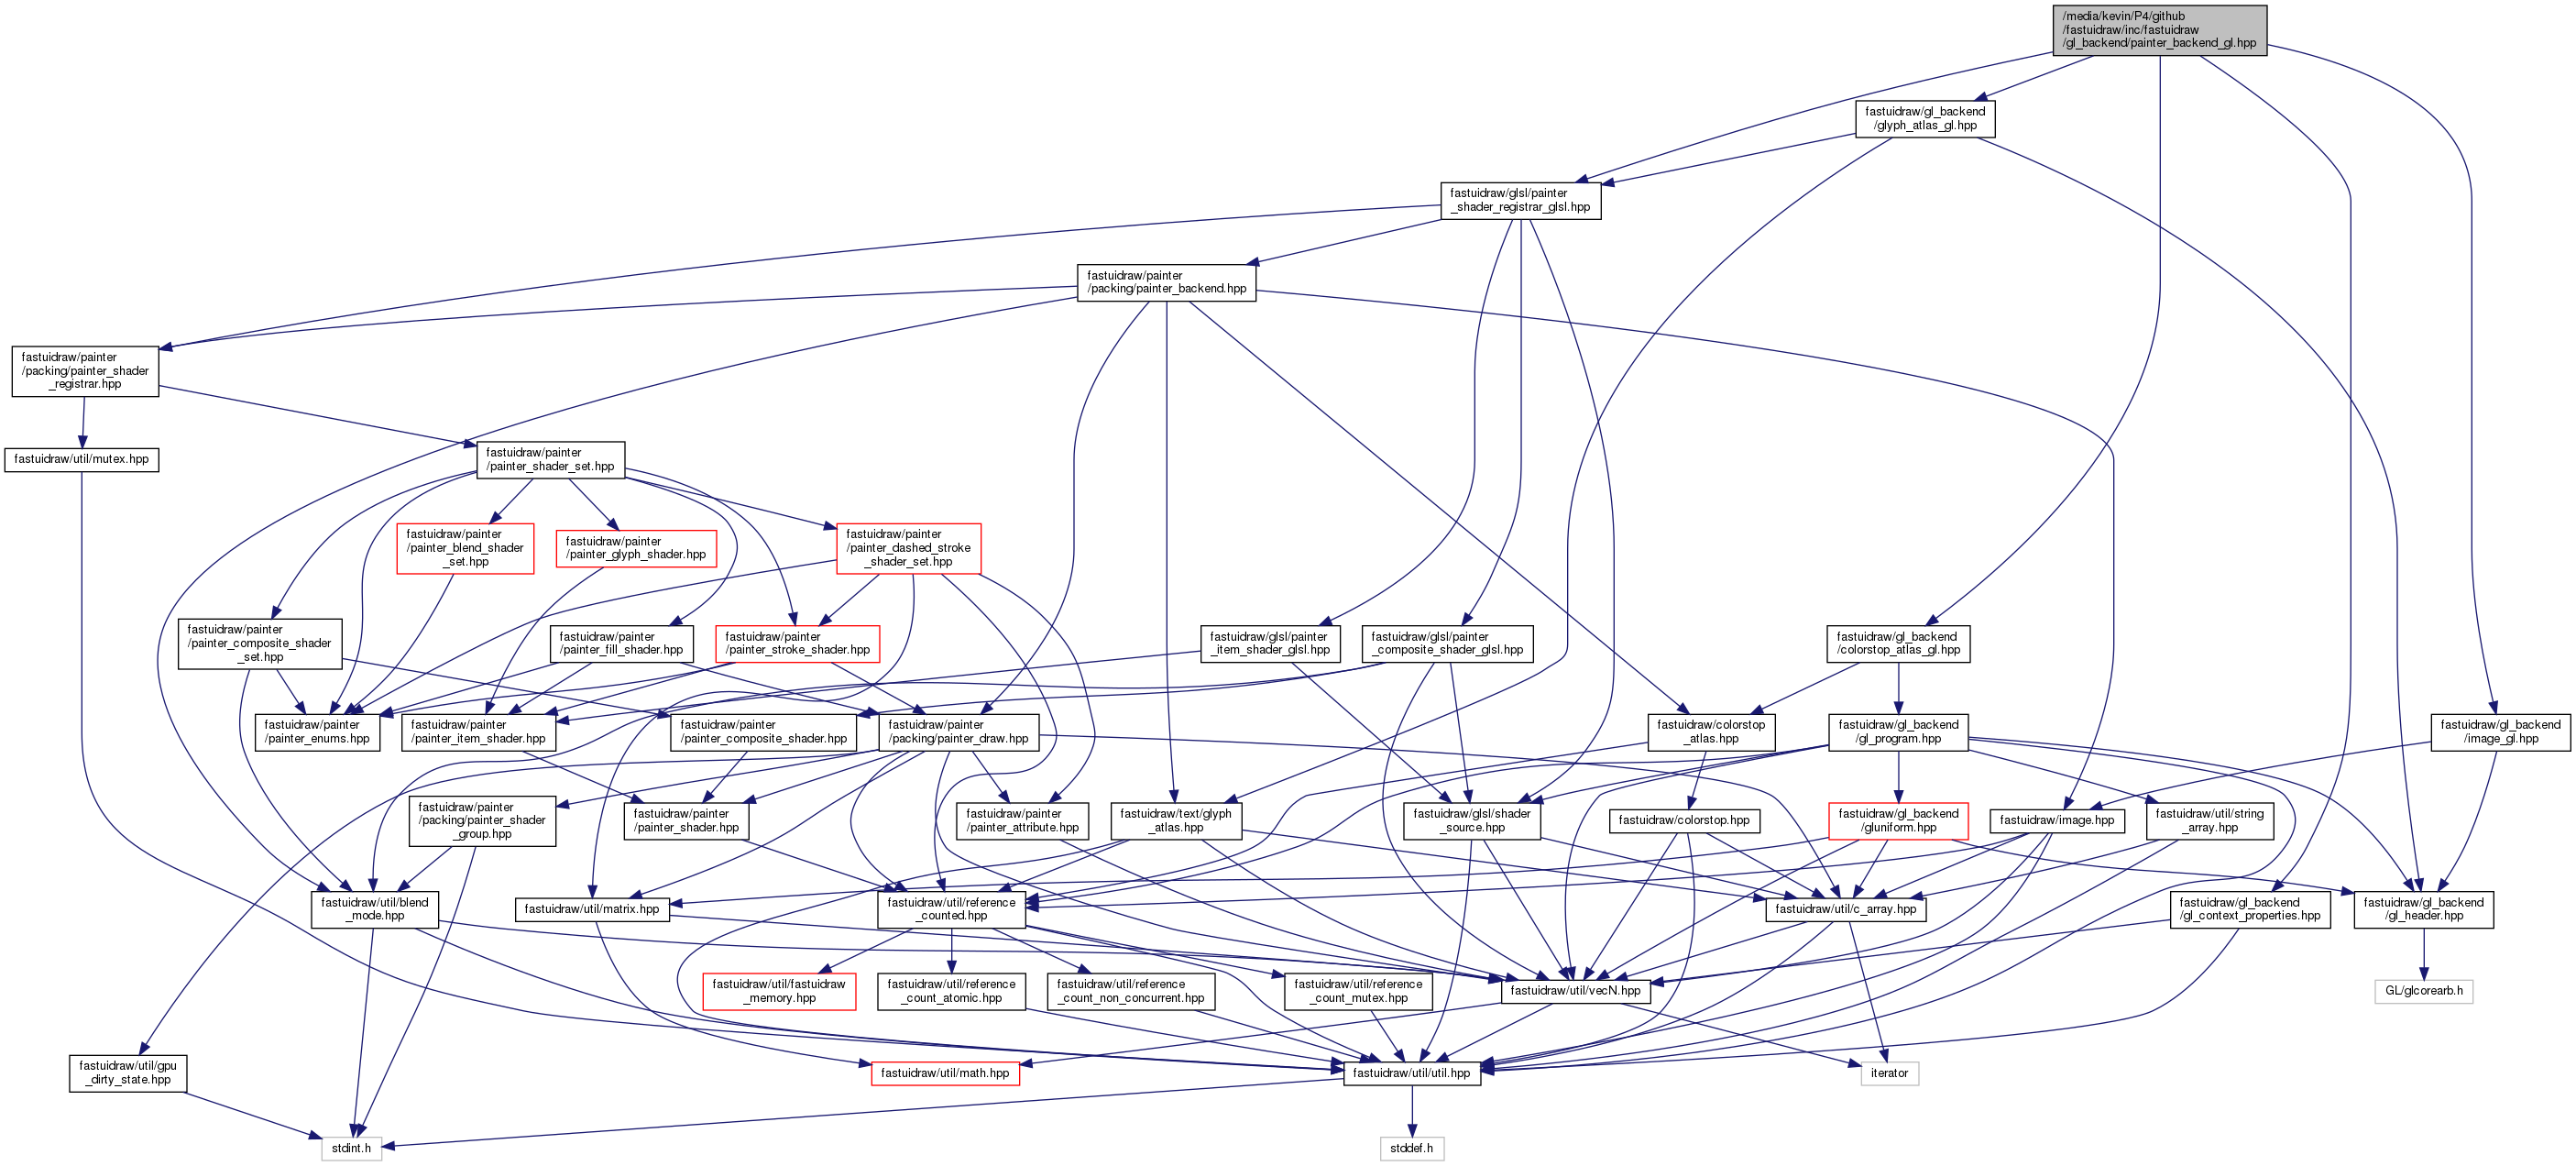 /media/kevin/P4/github
/fastuidraw/inc/fastuidraw
/gl_backend/painter_backend_gl.hpp
fastuidraw/gl_backend
/glyph_atlas_gl.hpp
fastuidraw/glsl/painter
_shader_registrar_glsl.hpp
fastuidraw/painter
/packing/painter_backend.hpp
fastuidraw/painter
/packing/painter_shader
_registrar.hpp
fastuidraw/util/mutex.hpp
fastuidraw/painter
/painter_shader_set.hpp
fastuidraw/painter
/painter_blend_shader
_set.hpp
fastuidraw/painter
/painter_glyph_shader.hpp
fastuidraw/painter
/painter_dashed_stroke
_shader_set.hpp
fastuidraw/painter
/painter_composite_shader
_set.hpp
fastuidraw/painter
/painter_fill_shader.hpp
fastuidraw/painter
/painter_stroke_shader.hpp
fastuidraw/glsl/painter
_item_shader_glsl.hpp
fastuidraw/glsl/painter
_composite_shader_glsl.hpp
fastuidraw/gl_backend
/colorstop_atlas_gl.hpp
fastuidraw/painter
/painter_enums.hpp
fastuidraw/painter
/painter_item_shader.hpp
fastuidraw/painter
/painter_composite_shader.hpp
fastuidraw/painter
/packing/painter_draw.hpp
fastuidraw/colorstop
_atlas.hpp
fastuidraw/gl_backend
/gl_program.hpp
fastuidraw/gl_backend
/image_gl.hpp
fastuidraw/painter
/packing/painter_shader
_group.hpp
fastuidraw/painter
/painter_shader.hpp
fastuidraw/painter
/painter_attribute.hpp
fastuidraw/text/glyph
_atlas.hpp
fastuidraw/glsl/shader
_source.hpp
fastuidraw/colorstop.hpp
fastuidraw/gl_backend
/gluniform.hpp
fastuidraw/image.hpp
fastuidraw/util/string
_array.hpp
fastuidraw/util/blend
_mode.hpp
fastuidraw/util/matrix.hpp
fastuidraw/util/reference
_counted.hpp
fastuidraw/util/c_array.hpp
fastuidraw/gl_backend
/gl_context_properties.hpp
fastuidraw/gl_backend
/gl_header.hpp
fastuidraw/util/fastuidraw
_memory.hpp
fastuidraw/util/reference
_count_atomic.hpp
fastuidraw/util/reference
_count_non_concurrent.hpp
fastuidraw/util/reference
_count_mutex.hpp
fastuidraw/util/vecN.hpp
GL/glcorearb.h
fastuidraw/util/gpu
_dirty_state.hpp
fastuidraw/util/math.hpp
fastuidraw/util/util.hpp
iterator
stdint.h
stddef.h